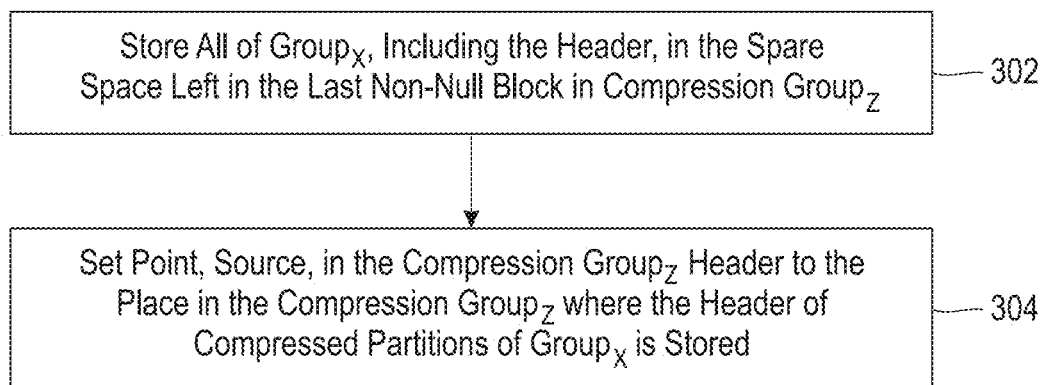 Store All of Group_X, Including the Header, in the Spare
Space Left in the Last Non-Null Block in Compression Group_Z
302
Set Point, Source, in the Compression Group_Z Header to the
Place in the Compression Group_Z where the Header of
Compressed Partitions of Group_X is Stored
304